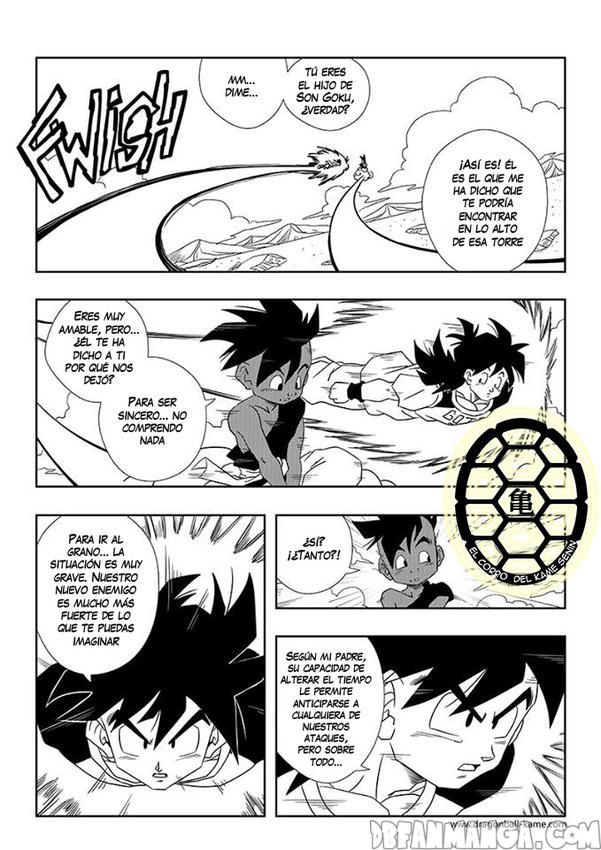 FWISH
MM...
DIME...
TÚ ERES
EL HIJO DE
SON GOKU,
¿VERDAD?
¡ASÍ ES! ÉL
ES EL QUE ME
HA DICHO QUE
TE PODRÍA
ENCONTRAR
EN LO ALTO
DE ESA TORRE
ERES MUY
AMABLE, PERO...
¿ÉL TE HA
DICHO A TI
POR QUÉ NOS
DEJÓ?
PARA SER
SINCERO... NO
COMPRENDO
NADA
GO
亀
EL CORRO DEL KAME SENIN
PARA IR AL
GRANO... LA
SITUACIÓN ES MUY
GRAVE. NUESTRO
NUEVO ENEMIGO
ES MUCHO MÁS
FUERTE DE LO
QUE TE PUEDAS
IMAGINAR
¿SÍ?
¡¿TANTO?!
SEGÚN MI PADRE,
SU CAPACIDAD DE
ALTERAR EL TIEMPO
LE PERMITE
ANTICIPARSE A
CUALQUIERA DE
NUESTROS
ATAQUES,
PERO SOBRE
TODO...
www.dragonball-kame.com
DBFANMANGA.COM